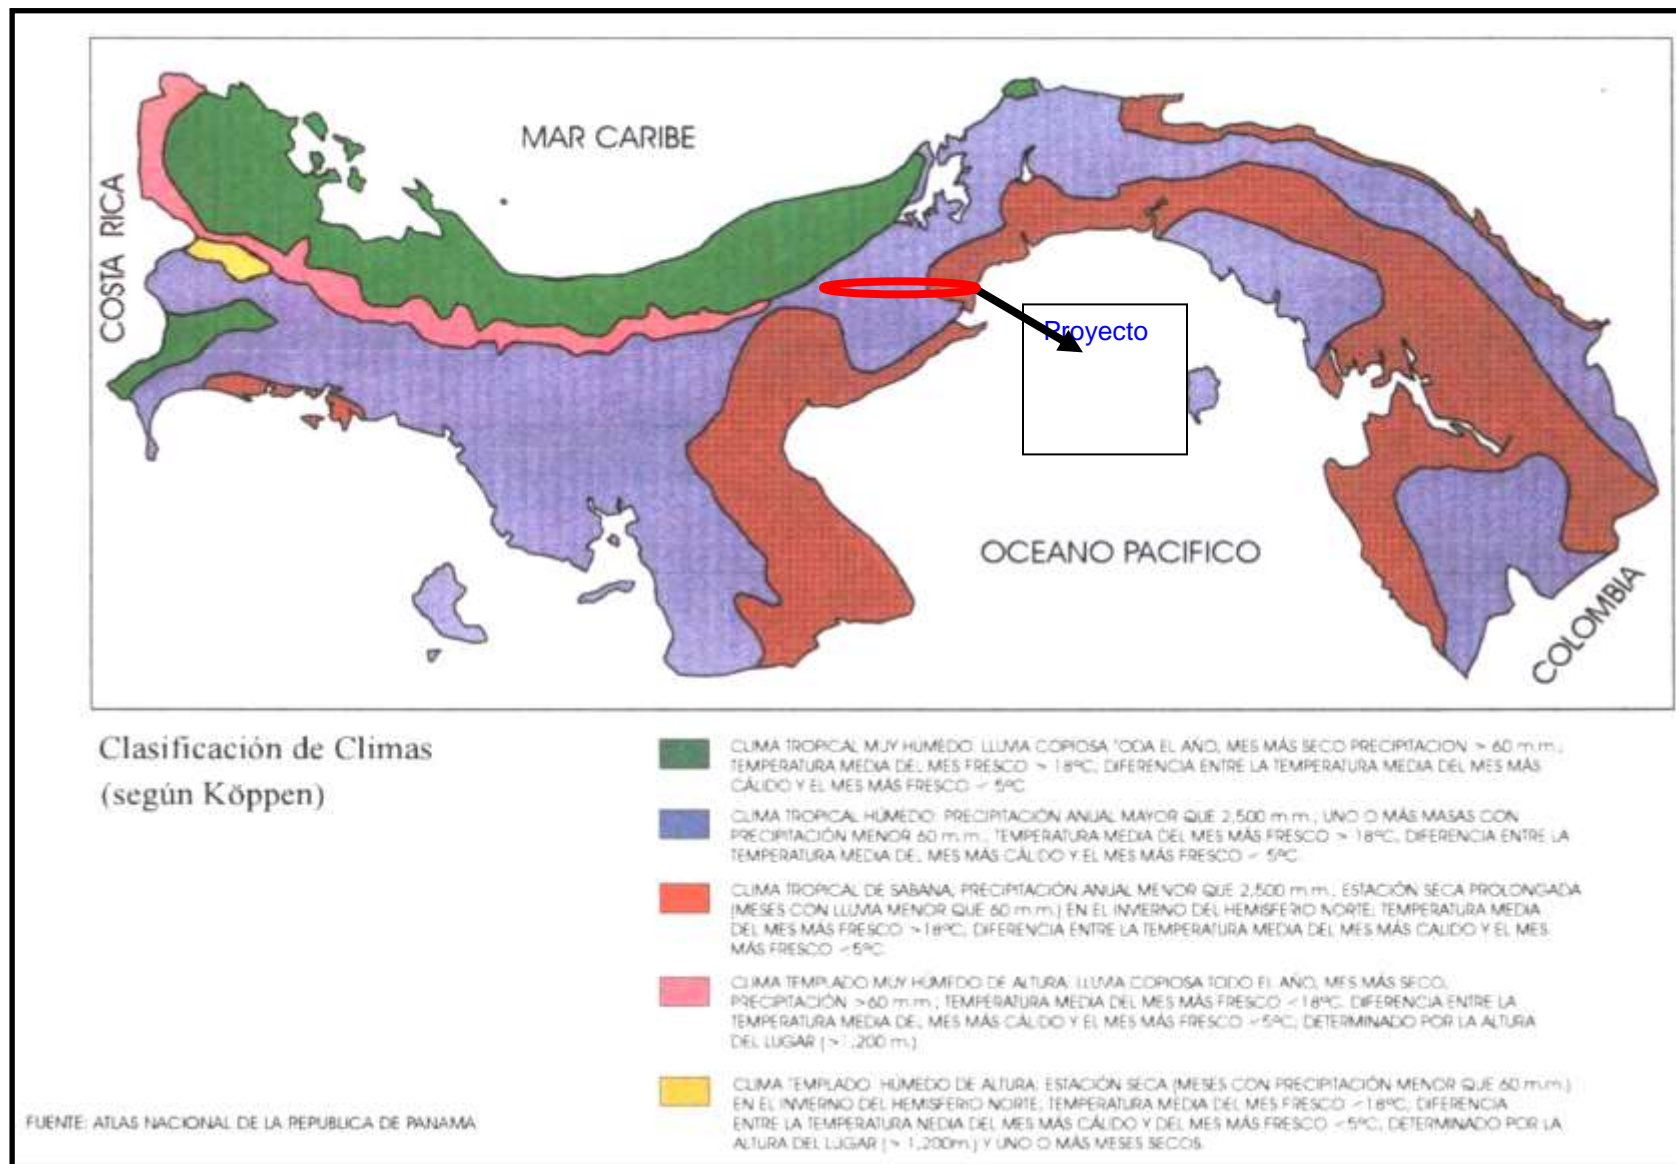 MAR CARIBE
COSTA RICA
Proyecto
OCEANO PACIFICO
COLOMBIA
Clasificación de Climas
(según Köppen)
CLIMA TROPICAL MUY HÚMEDO: LLUVIA COPIOSA TODA EL AÑO, MES MÁS SECO PRECIPITACION > 60 m.m.,
TEMPERATURA MEDIA DEL MES FRESCO > 18ºC, DIFERENCIA ENTRE LA TEMPERATURA MEDIA DEL MES MÁS
CÁLIDO Y EL MES MÁS FRESCO < 5ºC
CLIMA TROPICAL HÚMEDO: PRECIPITACIÓN ANUAL MAYOR QUE 2,500 m.m., UNO O MÁS MASAS CON
PRECIPITACIÓN MENOR 60 m.m., TEMPERATURA MEDIA DEL MES MÁS FRESCO > 18ºC, DIFERENCIA ENTRE LA
TEMPERATURA MEDIA DEL MES MÁS CÁLIDO Y EL MES MÁS FRESCO < 5ºC
CLIMA TROPICAL DE SABANA, PRECIPITACIÓN ANUAL MENOR QUE 2,500 m.m., ESTACIÓN SECA PROLONGADA
(MESES CON LLUVIA MENOR QUE 60 m.m.) EN EL INVIERNO DEL HEMISFERIO NORTE; TEMPERATURA MEDIA
DEL MES MÁS FRESCO >18ºC, DIFERENCIA ENTRE LA TEMPERATURA MEDIA DEL MES MÁS CALIDO Y EL MES
MÁS FRESCO <5ºC
CLIMA TEMPLADO MUY HÚMEDO DE ALTURA: LLUVIA COPIOSA TODO EL AÑO, MES MÁS SECO,
PRECIPITACIÓN >60 m.m., TEMPERATURA MEDIA DEL MES MÁS FRESCO <18ºC. DIFERENCIA ENTRE LA
TEMPERATURA MEDIA DEL MES MÁS CÁLIDO Y EL MES MÁS FRESCO <5ºC, DETERMINADO POR LA ALTURA
DEL LUGAR (>1,200 m.)
CLIMA TEMPLADO HÚMEDO DE ALTURA: ESTACIÓN SECA (MESES CON PRECIPITACIÓN MENOR QUE 60 m.m.)
EN EL INVIERNO DEL HEMISFERIO NORTE, TEMPERATURA MEDIA DEL MES FRESCO <18ºC, DIFERENCIA
ENTRE LA TEMPERATURA NEDIA DEL MES MÁS CÁLIDO Y DEL MES MÁS FRESCO <5ºC, DETERMINADO POR LA
ALTURA DEL LUGAR (> 1,200m.) Y UNO O MÁS MESES SECOS.
FUENTE: ATLAS NACIONAL DE LA REPUBLICA DE PANAMA